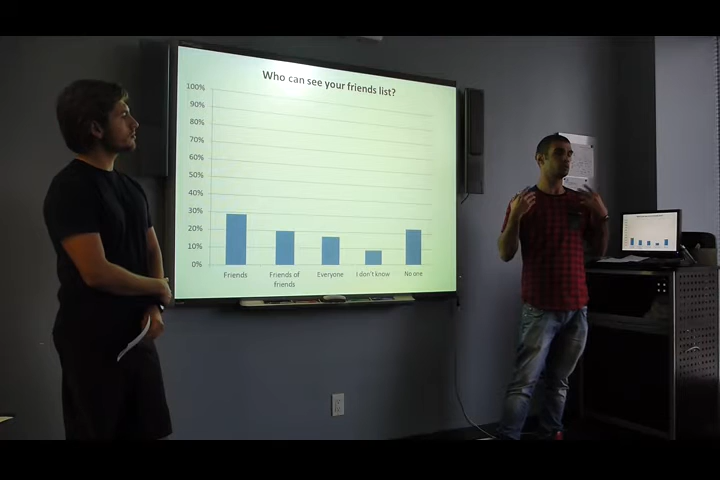 Who can see your friends list?
100%
90%
80%
70%
60%
50%
40%
30%
20%
10%
0%
Friends
Friends of
friends
Everyone
I don't know
No one